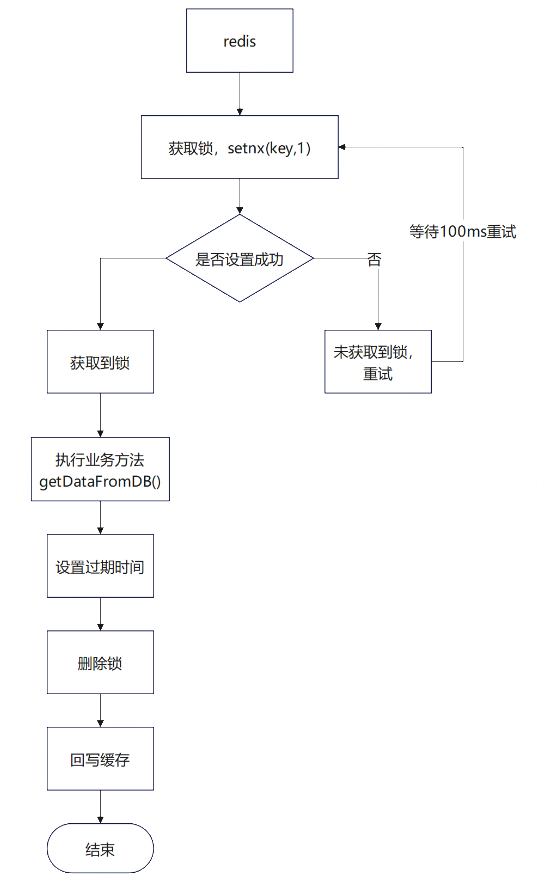 redis
获取锁，setnx(key,1)
等待100ms重试
是否设置成功
否
获取到锁
未获取到锁，
重试
执行业务方法
getDataFromDB()
设置过期时间
删除锁
回写缓存
结束